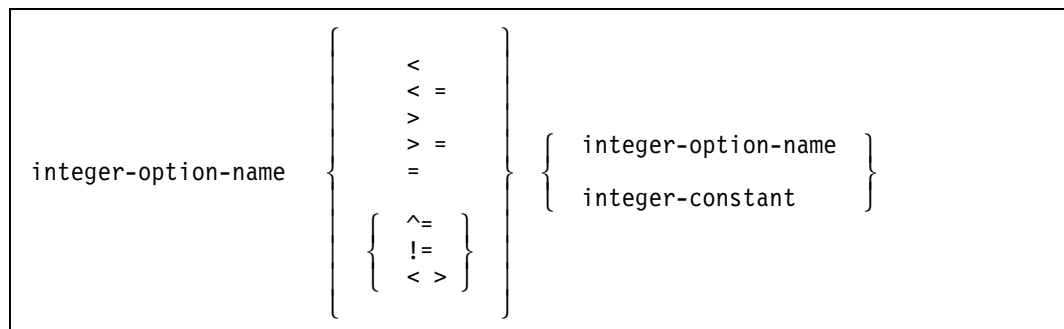 <
< =
>
> =
integer-option-name
=
integer-option-name
integer-constant
^=
!=
< >